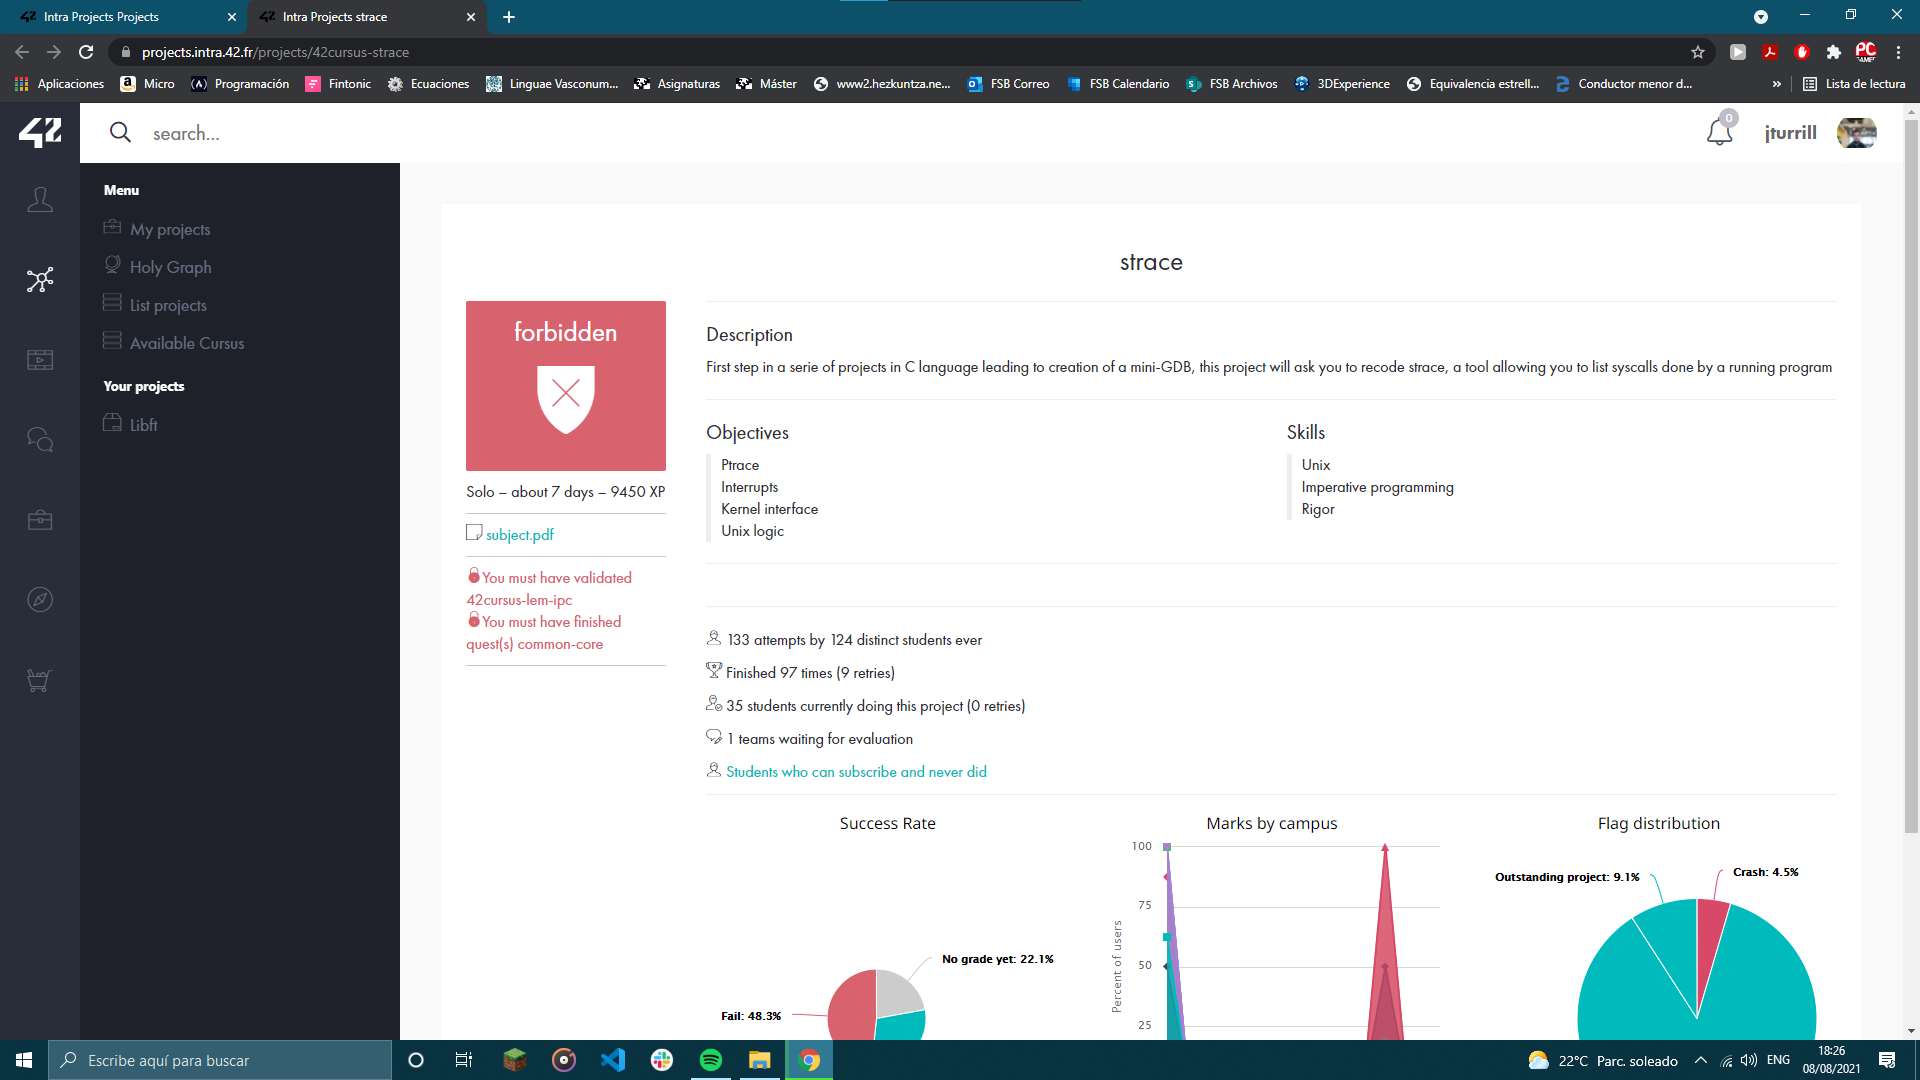 Intra Projects Projects
Intra Projects strace
projects.intra.42.fr/projects/42cursus-strace
Aplicaciones
Micro
Programación
Fintonic
Ecuaciones
Linguae Vasconum...
Asignaturas
Máster
www2.hezkuntza.ne...
FSB Correo
FSB Calendario
FSB Archivos
3DExperience
Equivalencia estrell...
Conductor menor d...
»
Lista de lectura
42
search...
0
jturrill
Menu
My projects
Holy Graph
List projects
Available Cursus
Your projects
Libft
strace
forbidden
Solo – about 7 days – 9450 XP
subject.pdf
You must have validated
42cursus-lem-ipc
You must have finished
quest(s) common-core
Description
First step in a serie of projects in C language leading to creation of a mini-GDB, this project will ask you to recode strace, a tool allowing you to list syscalls done by a running program
Objectives
Ptrace
Interrupts
Kernel interface
Unix logic
Skills
Unix
Imperative programming
Rigor
133 attempts by 124 distinct students ever
Finished 97 times (9 retries)
35 students currently doing this project (0 retries)
1 teams waiting for evaluation
Students who can subscribe and never did
Success Rate
No grade yet: 22.1%
Fail: 48.3%
Marks by campus
100
75
50
25
Percent of users
Flag distribution
Outstanding project: 9.1%
Crash: 4.5%
Escribe aquí para buscar
22°C Parc. soleado
ENG
18:26
08/08/2021